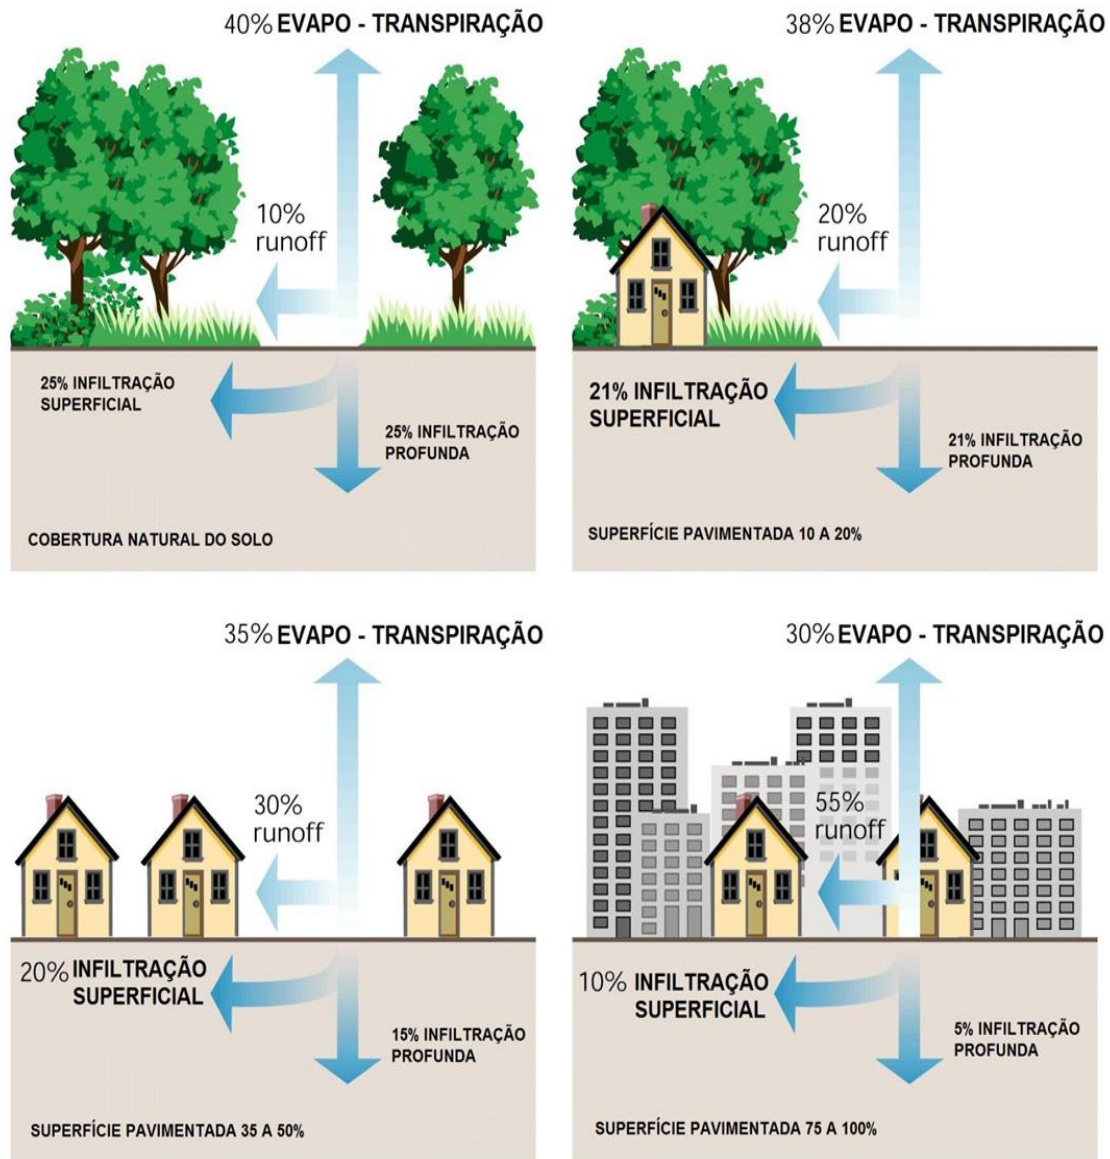 40% EVAPO - TRANSPIRAÇÃO
10%
runoff
25% INFILTRAÇÃO
SUPERFICIAL
25% INFILTRAÇÃO
PROFUNDA
COBERTURA NATURAL DO SOLO
38% EVAPO - TRANSPIRAÇÃO
20%
runoff
21% INFILTRAÇÃO
SUPERFICIAL
21% INFILTRAÇÃO
PROFUNDA
SUPERFÍCIE PAVIMENTADA 10 A 20%
35% EVAPO - TRANSPIRAÇÃO
30%
runoff
20% INFILTRAÇÃO
SUPERFICIAL
15% INFILTRAÇÃO
PROFUNDA
SUPERFÍCIE PAVIMENTADA 35 A 50%
30% EVAPO - TRANSPIRAÇÃO
55%
runoff
10% INFILTRAÇÃO
SUPERFICIAL
5% INFILTRAÇÃO
PROFUNDA
SUPERFÍCIE PAVIMENTADA 75 A 100%